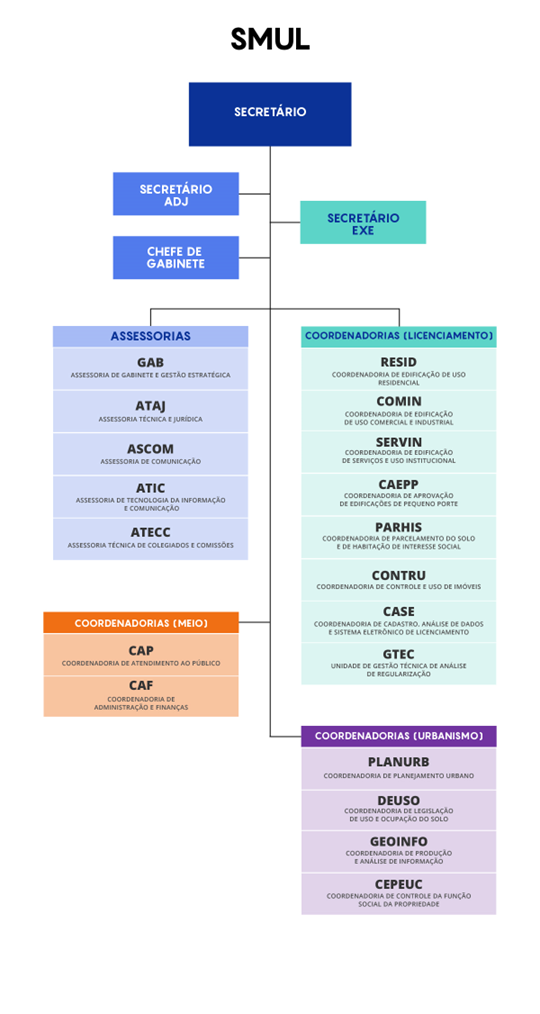 SMUL
SECRETÁRIO
SECRETÁRIO
ADJ
SECRETÁRIO
EXE
CHEFE DE
GABINETE
ASSESSORIAS
GAB
ASSESSORIA DE GABINETE E GESTÃO ESTRATÉGICA
ATAJ
ASSESSORIA TÉCNICA E JURÍDICA
ASCOM
ASSESSORIA DE COMUNICAÇÃO
ATIC
ASSESSORIA DE TECNOLOGIA DA INFORMAÇÃO
E COMUNICAÇÃO
ATECC
ASSESSORIA TÉCNICA DE COLEGIADOS E COMISSÕES
COORDENADORIAS (LICENCIAMENTO)
RESID
COORDENADORIA DE EDIFICAÇÃO DE USO
RESIDENCIAL
COMIN
COORDENADORIA DE EDIFICAÇÃO
DE USO COMERCIAL E INDUSTRIAL
SERVIN
COORDENADORIA DE EDIFICAÇÃO
DE SERVIÇOS E USO INSTITUCIONAL
CAEPP
COORDENADORIA DE APROVAÇÃO
DE EDIFICAÇÕES DE PEQUENO PORTE
PARHIS
COORDENADORIA DE PARCELAMENTO DO SOLO
E DE HABITAÇÃO DE INTERESSE SOCIAL
CONTRU
COORDENADORIA DE CONTROLE E USO DE IMÓVEIS
CASE
COORDENADORIA DE CADASTRO, ANÁLISE DE DADOS
E SISTEMA ELETRÔNICO DE LICENCIAMENTO
GTEC
UNIDADE DE GESTÃO TÉCNICA DE ANÁLISE
DE REGULARIZAÇÃO
COORDENADORIAS (MEIO)
CAP
COORDENADORIA DE ATENDIMENTO AO PÚBLICO
CAF
COORDENADORIA DE
ADMINISTRAÇÃO E FINANÇAS
COORDENADORIAS (URBANISMO)
PLANURB
COORDENADORIA DE PLANEJAMENTO URBANO
DEUSO
COORDENADORIA DE LEGISLAÇÃO
DE USO E OCUPAÇÃO DO SOLO
GEOINFO
COORDENADORIA DE PRODUÇÃO
E ANÁLISE DE INFORMAÇÃO
CEPEUC
COORDENADORIA DE CONTROLE DA FUNÇÃO
SOCIAL DA PROPRIEDADE